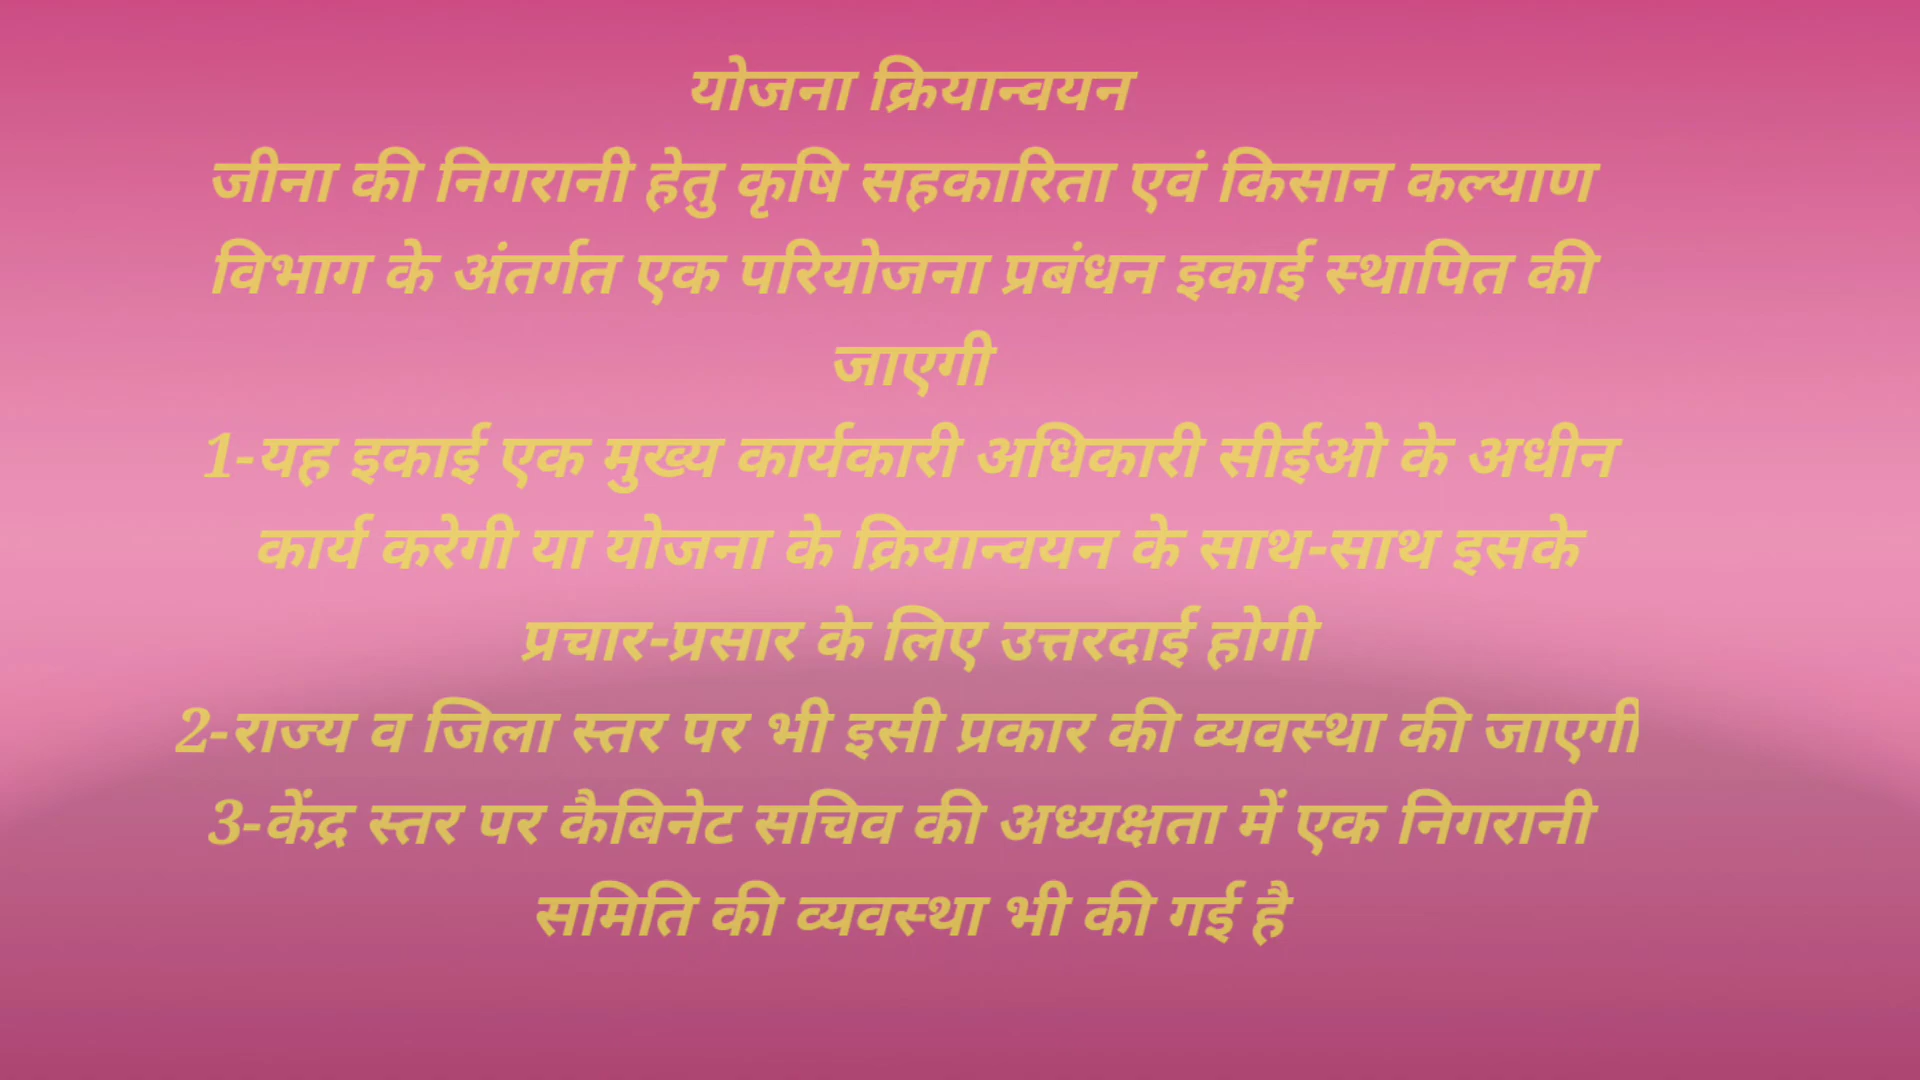 योजना क्रियान्वयन
जीना की निगरानी हेतु कृषि सहकारिता एवं किसान कल्याण
विभाग के अंतर्गत एक परियोजना प्रबंधन इकाई स्थापित की
जाएगी
1-यह इकाई एक मुख्य कार्यकारी अधिकारी सीईओ के अधीन
कार्य करेगी या योजना के क्रियान्वयन के साथ-साथ इसके
प्रचार-प्रसार के लिए उत्तरदाई होगी
2-राज्य व जिला स्तर पर भी इसी प्रकार की व्यवस्था की जाएगी
3-केंद्र स्तर पर कैबिनेट सचिव की अध्यक्षता में एक निगरानी
समिति की व्यवस्था भी की गई है